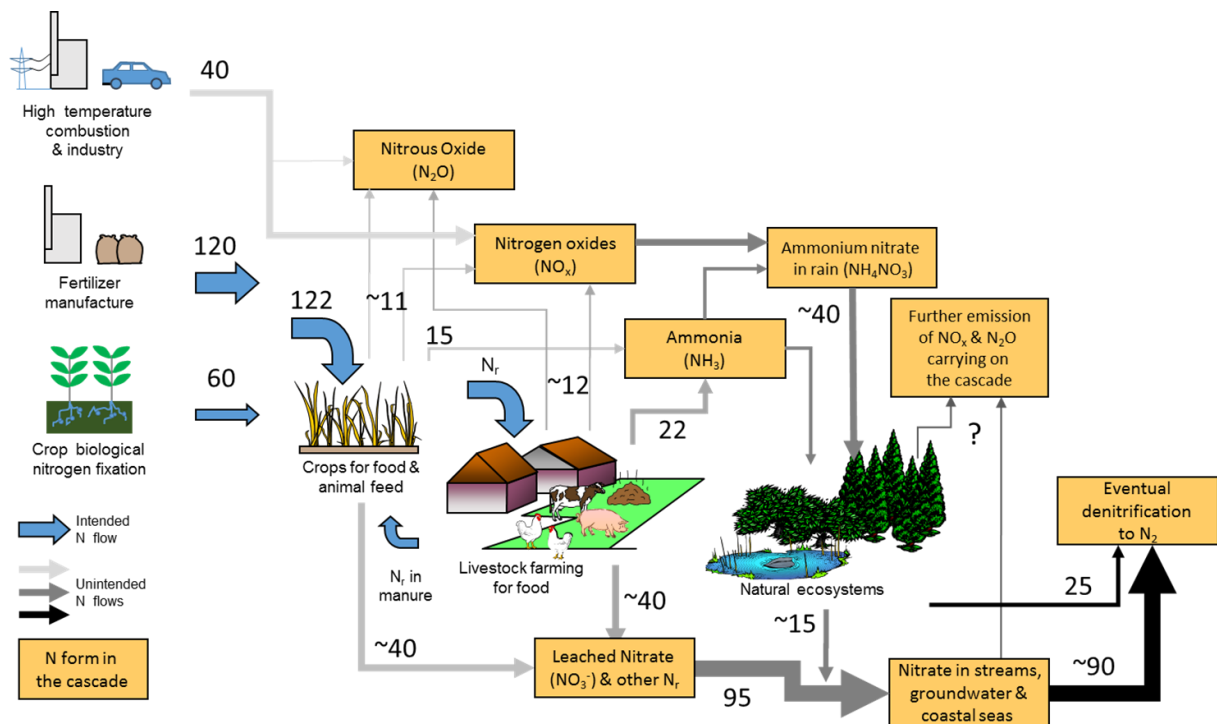 40
High temperature
combustion
& industry
Nitrous Oxide
(N₂O)
120
Fertilizer
manufacture
Nitrogen oxides
(NOₓ)
Ammonium nitrate
in rain (NH₄NO₃)
122
~11
15
Ammonia
(NH₃)
~40
Further emission
of NOₓ & N₂O
carrying on
the cascade
60
Crop biological
nitrogen fixation
Nᵣ
~12
22
?
Crops for food &
animal feed
Intended
N flow
Unintended
N flows
Nᵣ in
manure
Livestock farming
for food
Natural ecosystems
Eventual
denitrification
to N₂
25
~40
~40
~15
~90
N form in
the cascade
Leached Nitrate
(NO₃⁻) & other Nᵣ
95
Nitrate in streams,
groundwater &
coastal seas